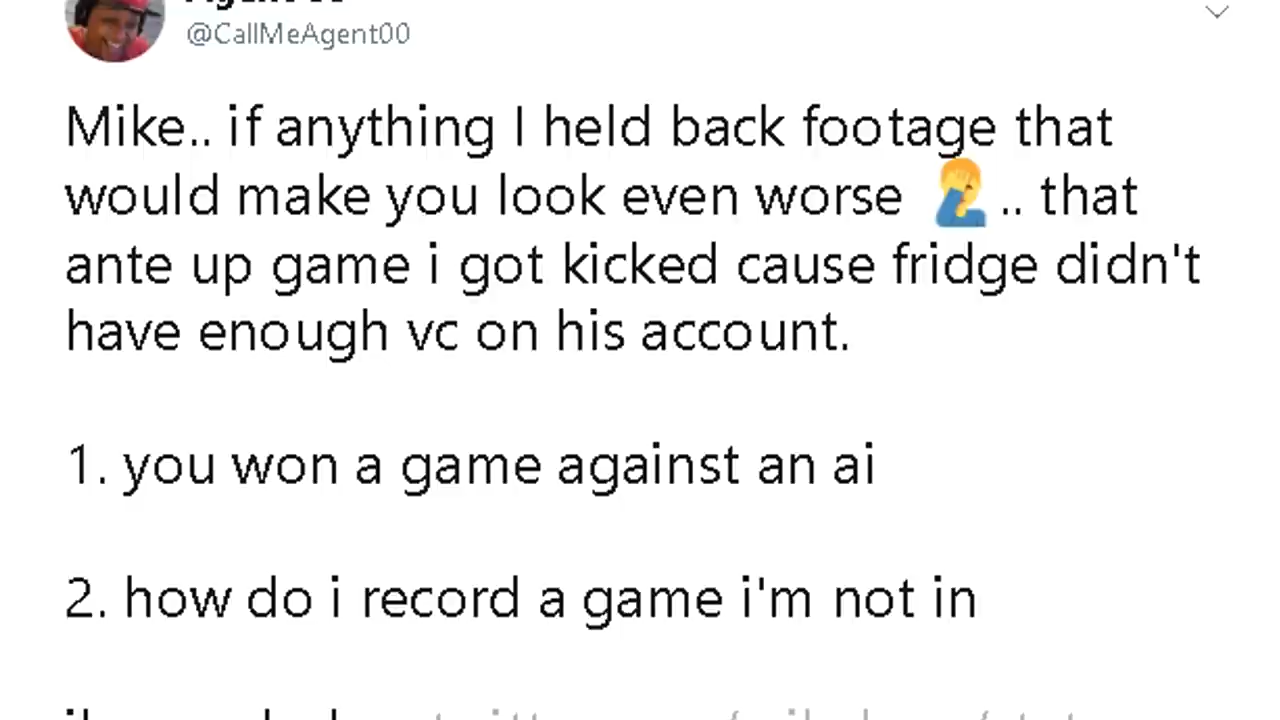 @CallMeAgent00
Mike.. if anything I held back footage that
would make you look even worse 🤦‍♂️.. that
ante up game i got kicked cause fridge didn't
have enough vc on his account.
1. you won a game against an ai
2. how do i record a game i'm not in